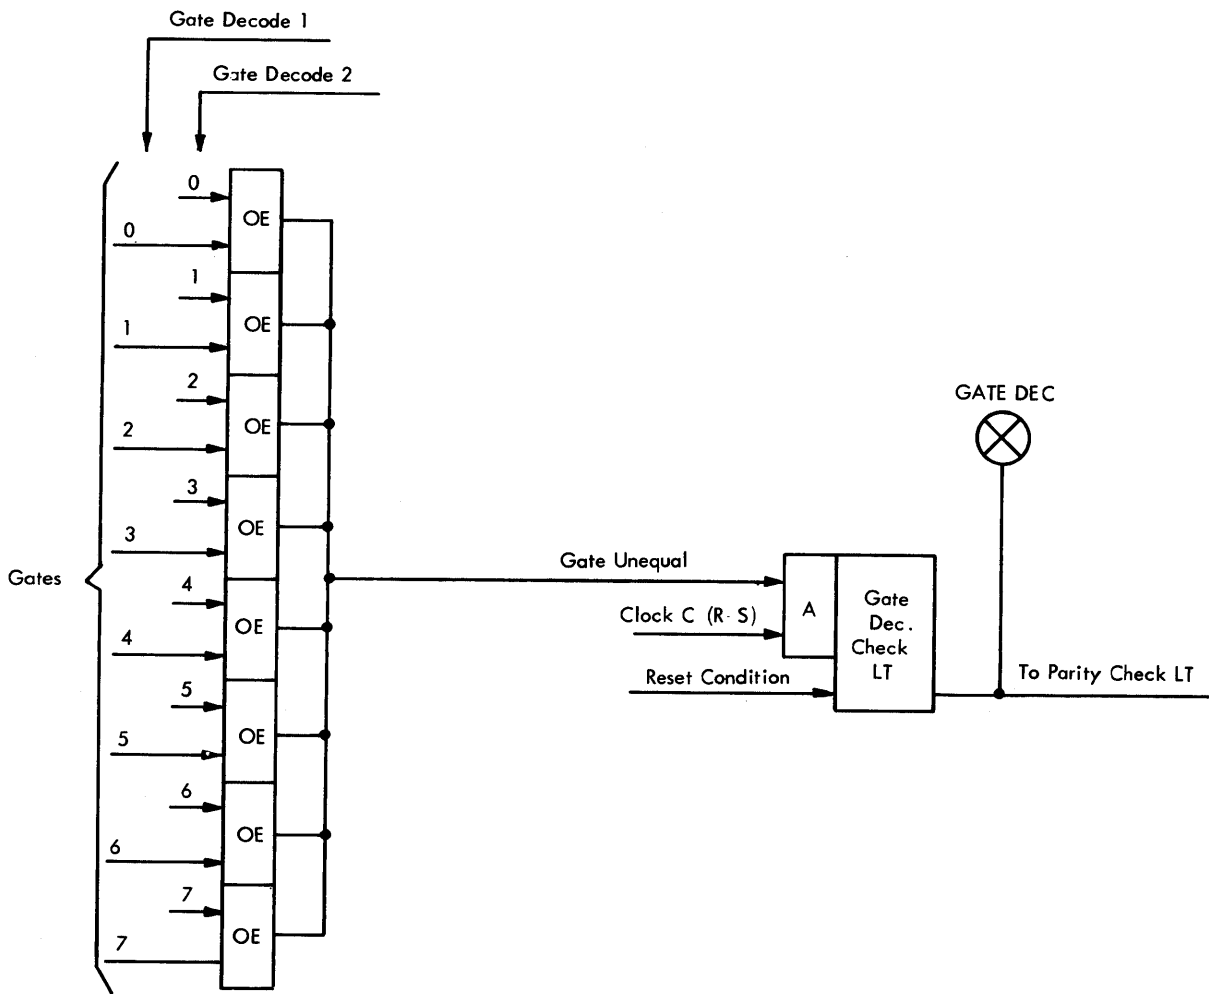 Gate Decode 1
Gate Decode 2
0
OE
0
1
OE
1
2
OE
2
GATE DEC
3
OE
3
Gates
Gate Unequal
4
OE
4
A
Gate
Dec.
Check
LT
Clock C (R· S)
Reset Condition
To Parity Check LT
5
OE
5
6
OE
6
7
OE
7